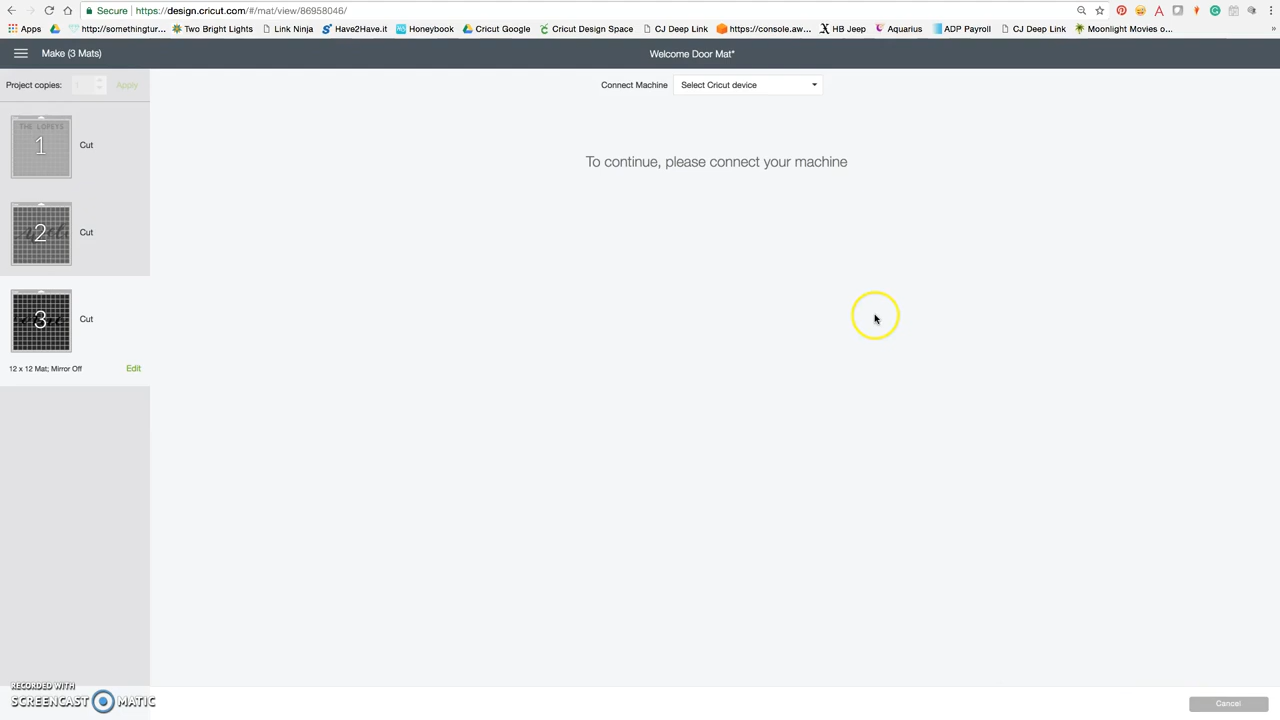 Secure https://design.cricut.com/#/mat/view/86958046/
Apps http://somethingtur... Two Bright Lights Link Ninja Have2Have.it Honeybook Cricut Google Cricut Design Space CJ Deep Link https://console.aw... HB Jeep Aquarius ADP Payroll CJ Deep Link Moonlight Movies o... »
Make (3 Mats) Welcome Door Mat*
Project copies: 1 Apply Connect Machine Select Cricut device
THE LOPEYS
1 Cut
To continue, please connect your machine
2 Cut
3 Cut
12 x 12 Mat; Mirror Off Edit
RECORDED WITH
SCREENCAST MATIC
Cancel